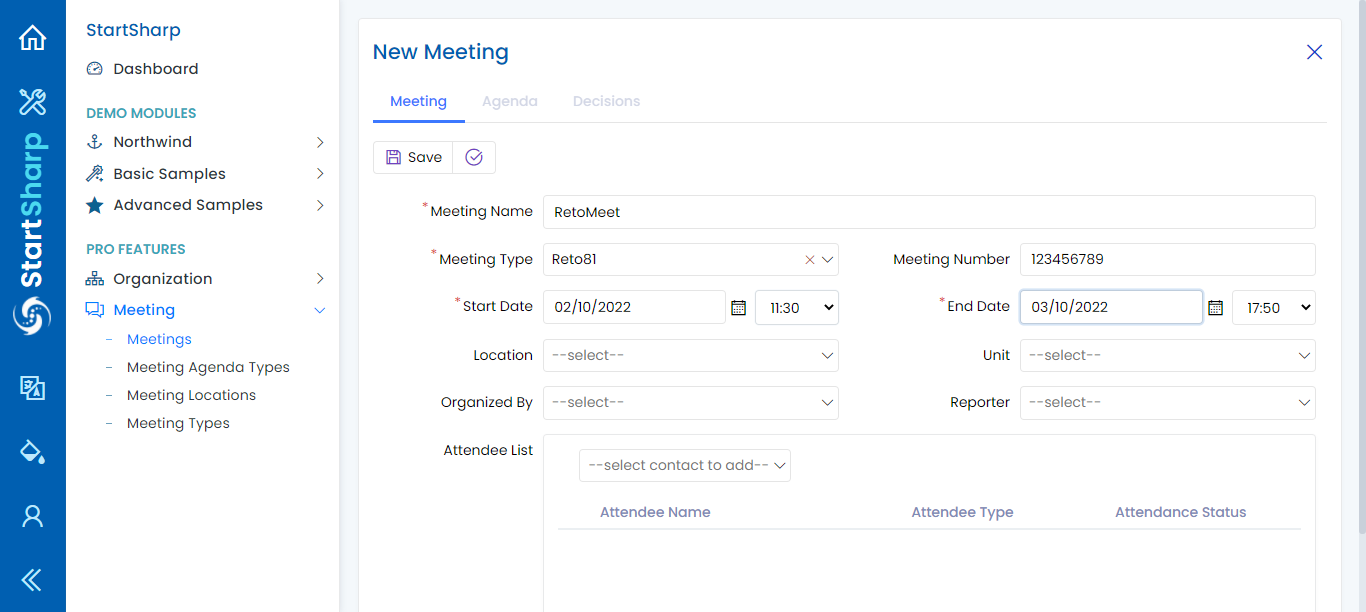 StartSharp
StartSharp
Dashboard
DEMO MODULES
Northwind
Basic Samples
Advanced Samples
PRO FEATURES
Organization
Meeting
Meetings
Meeting Agenda Types
Meeting Locations
Meeting Types
New Meeting
Meeting Agenda Decisions
Save
*Meeting Name RetoMeet
*Meeting Type Reto81 Meeting Number 123456789
*Start Date 02/10/2022 11:30 *End Date 03/10/2022 17:50
Location --select-- Unit --select--
Organized By --select-- Reporter --select--
Attendee List
--select contact to add--
Attendee Name Attendee Type Attendance Status